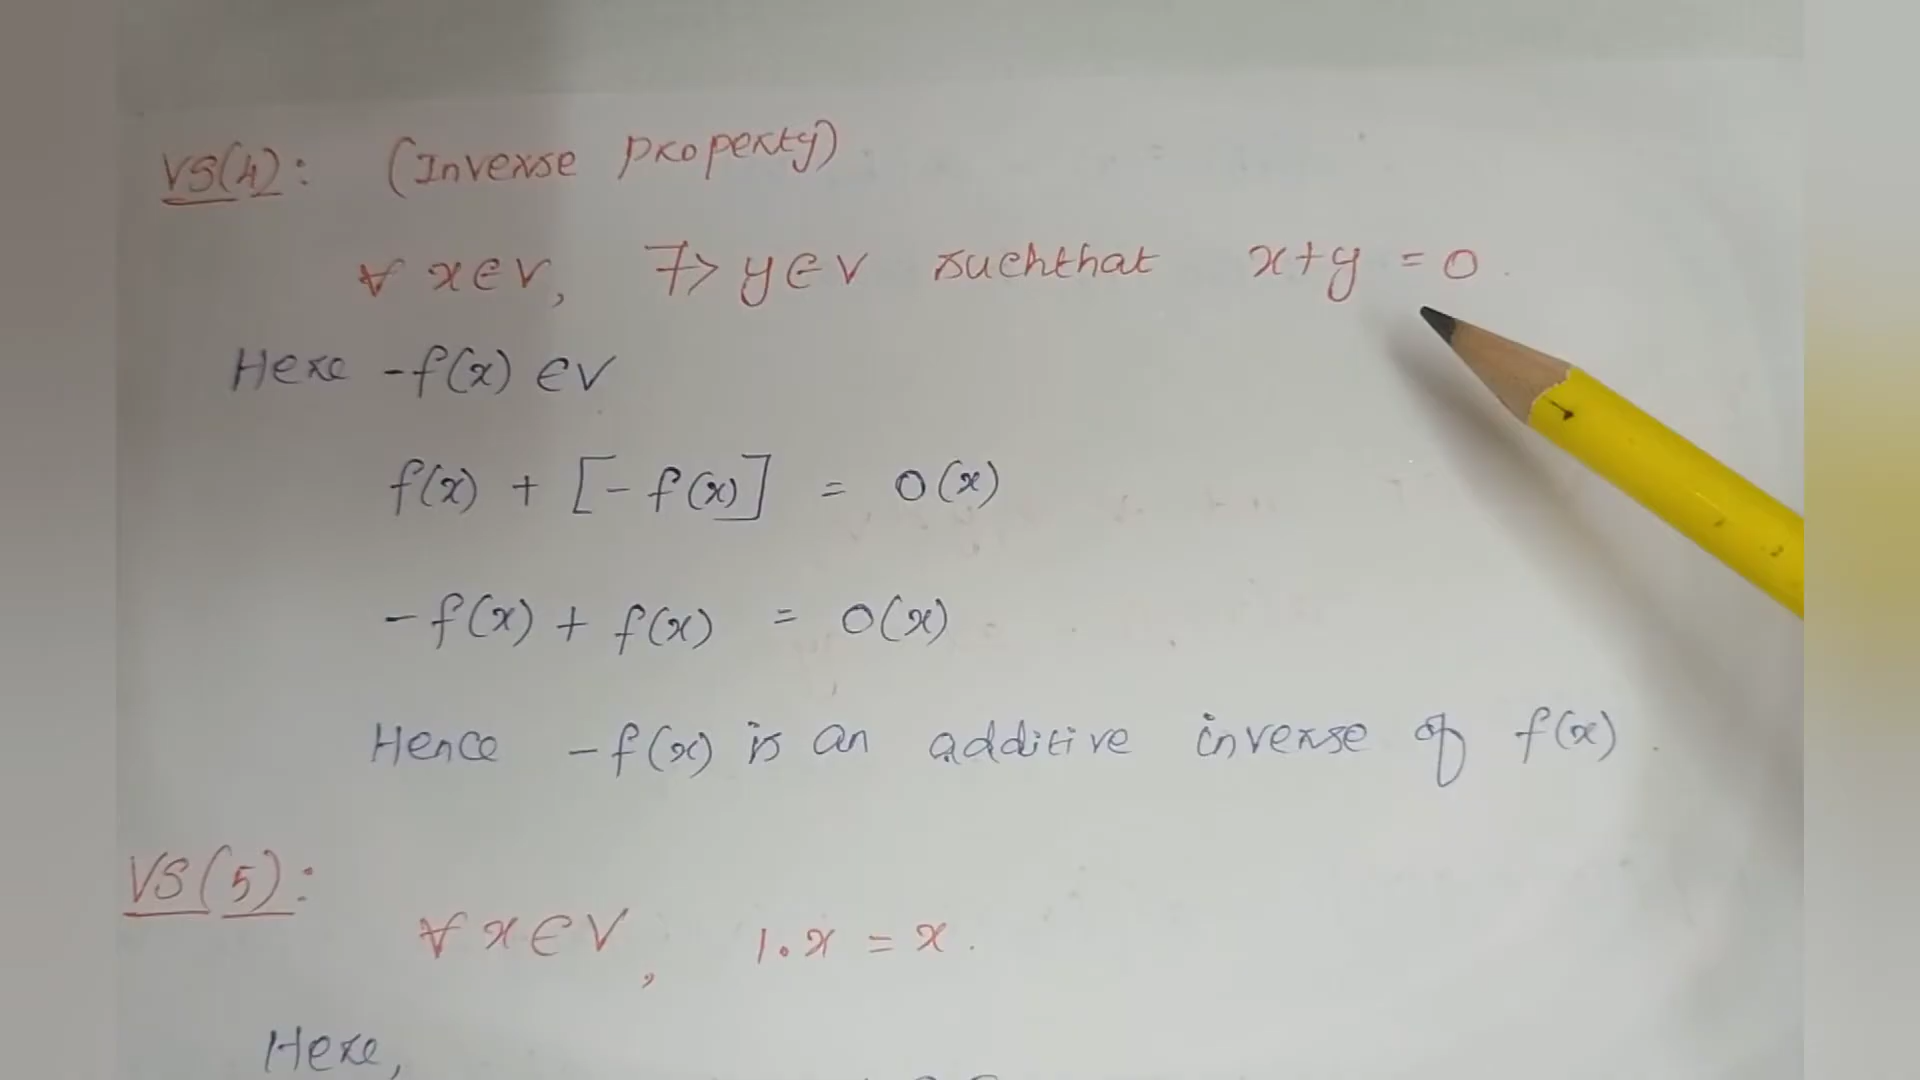 VS(4): (Inverse property)
∀ x∈V, ∃ y∈V suchthat x+y = 0.
Here -f(x) ∈V
f(x) + [-f(x)] = 0(x)
-f(x) + f(x) = 0(x)
Hence -f(x) is an additive inverse of f(x).
VS(5):
∀ x∈V, 1.x = x.
Here,